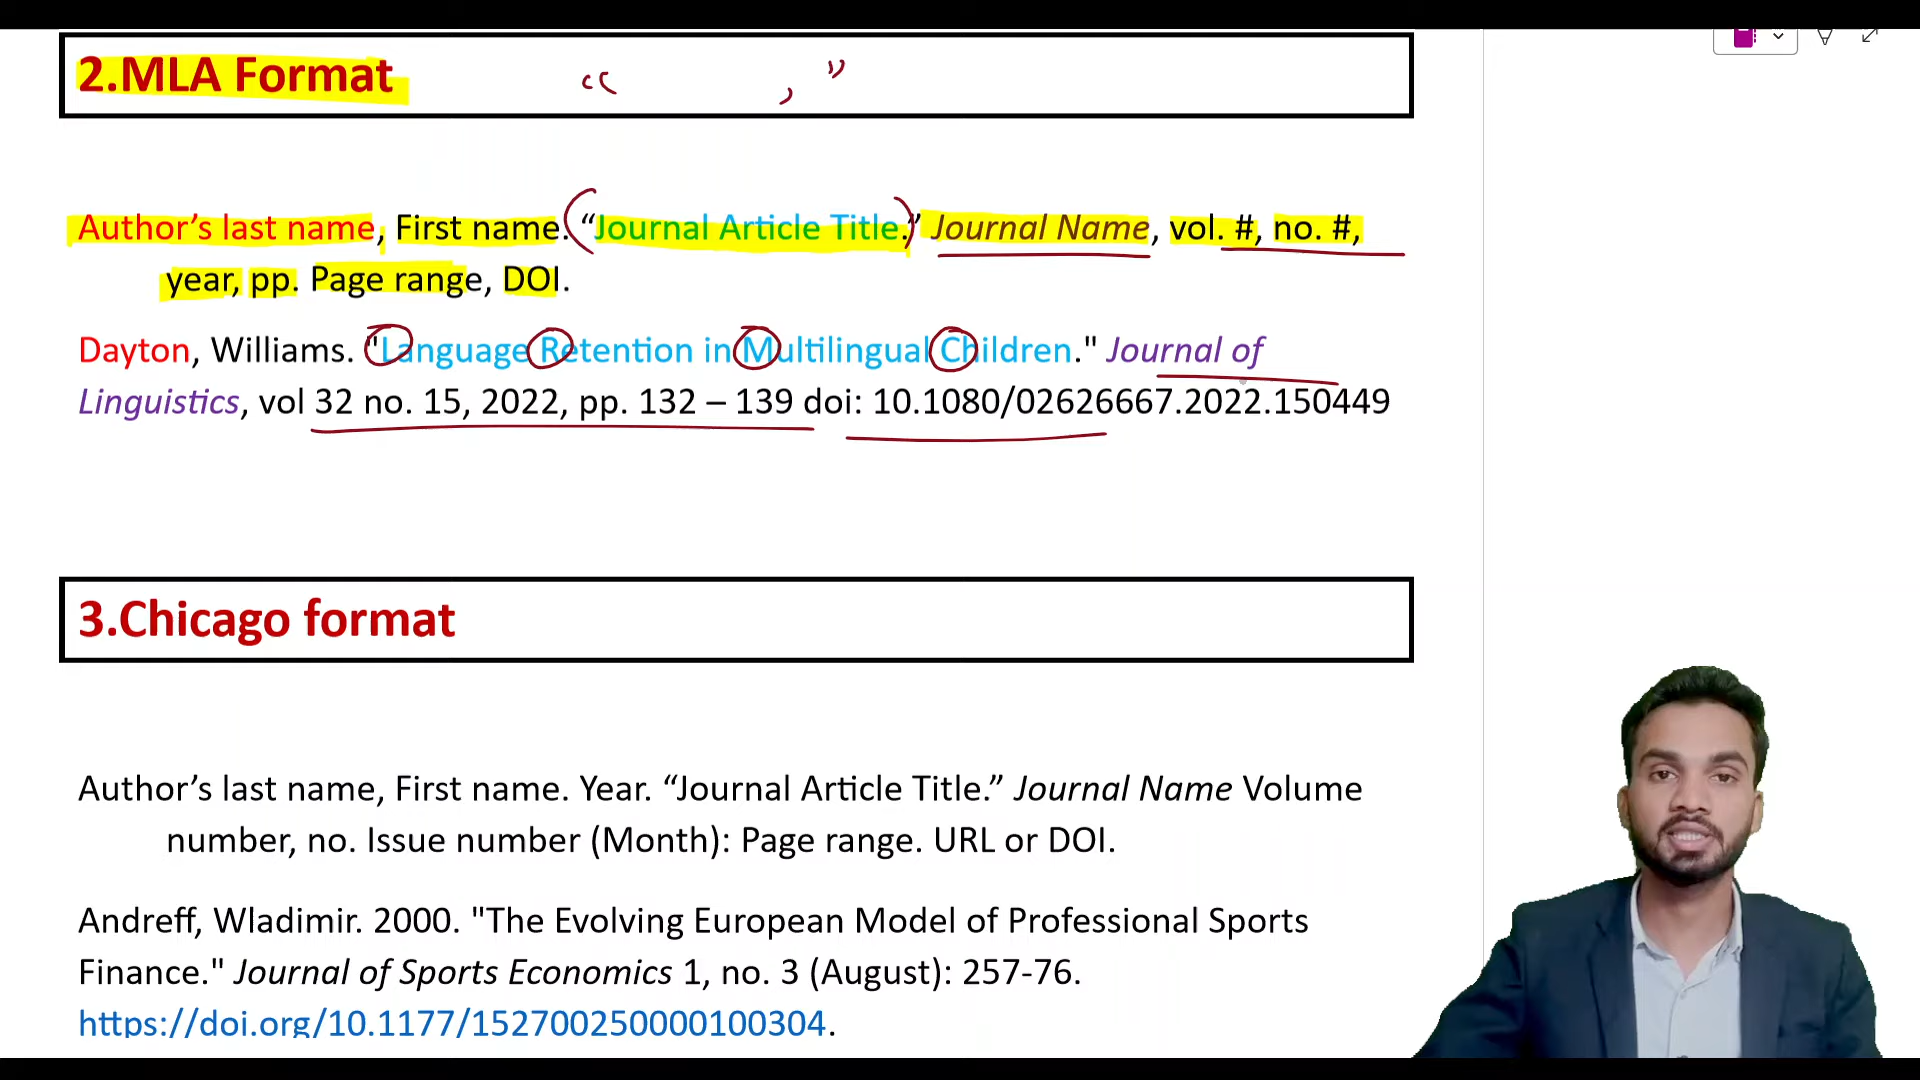 2.MLA Format “ , ”
Author’s last name, First name. “Journal Article Title.” Journal Name, vol. #, no. #,
year, pp. Page range, DOI.
Dayton, Williams. "Language Retention in Multilingual Children." Journal of
Linguistics, vol 32 no. 15, 2022, pp. 132 – 139 doi: 10.1080/02626667.2022.150449
3.Chicago format
Author’s last name, First name. Year. “Journal Article Title.” Journal Name Volume
number, no. Issue number (Month): Page range. URL or DOI.
Andreff, Wladimir. 2000. "The Evolving European Model of Professional Sports
Finance." Journal of Sports Economics 1, no. 3 (August): 257-76.
https://doi.org/10.1177/152700250000100304.